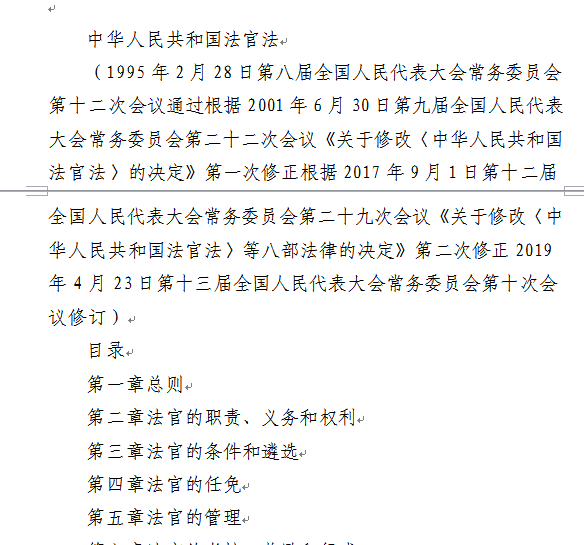 中华人民共和国法官法
（1995 年 2 月 28 日第八届全国人民代表大会常务委员会
第十二次会议通过根据 2001 年 6 月 30 日第九届全国人民代表
大会常务委员会第二十二次会议《关于修改〈中华人民共和国
法官法〉的决定》第一次修正根据 2017 年 9 月 1 日第十二届
全国人民代表大会常务委员会第二十九次会议《关于修改〈中
华人民共和国法官法〉等八部法律的决定》第二次修正 2019
年 4 月 23 日第十三届全国人民代表大会常务委员会第十次会
议修订）
目录
第一章总则
第二章法官的职责、义务和权利
第三章法官的条件和遴选
第四章法官的任免
第五章法官的管理